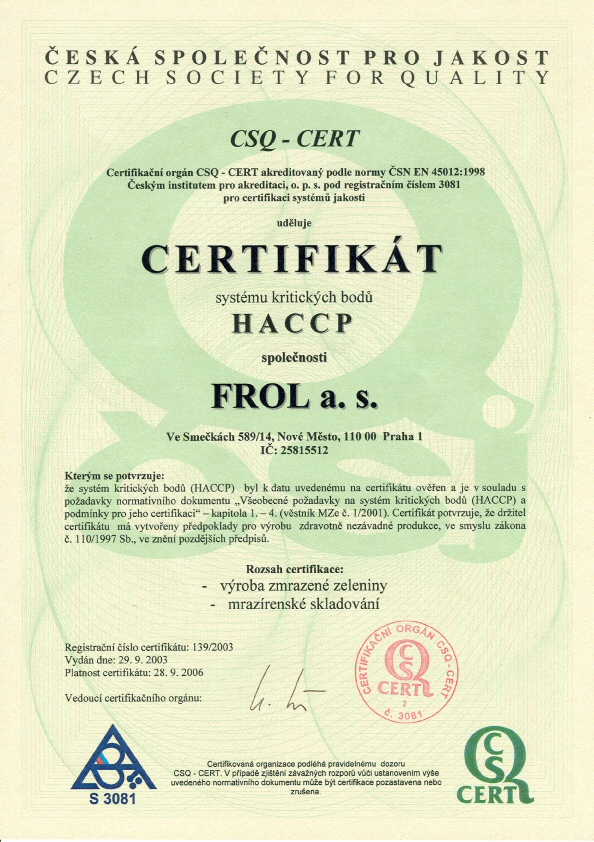 ČESKÁ SPOLEČNOST PRO JAKOST
CZECH SOCIETY FOR QUALITY
CSQ - CERT
Certifikační orgán CSQ - CERT akreditovaný podle normy ČSN EN 45012:1998
Českým institutem pro akreditaci, o. p. s. pod registračním číslem 3081
pro certifikaci systémů jakosti
uděluje
CERTIFIKÁT
systému kritických bodů
HACCP
společnosti
FROL a. s.
Ve Smečkách 589/14, Nové Město, 110 00 Praha 1
IČ: 25815512
Kterým se potvrzuje:
že systém kritických bodů (HACCP) byl k datu uvedenému na certifikátu ověřen a je v souladu s
požadavky normativního dokumentu „Všeobecné požadavky na systém kritických bodů (HACCP) a
podmínky pro jeho certifikaci“ – kapitola 1. – 4. (věstník MZe č. 1/2001). Certifikát potvrzuje, že držitel
certifikátu má vytvořeny předpoklady pro výrobu zdravotně nezávadné produkce, ve smyslu zákona
č. 110/1997 Sb., ve znění pozdějších předpisů.
Rozsah certifikace:
- výroba zmrazené zeleniny
- mrazírenské skladování
Registrační číslo certifikátu: 139/2003
Vydán dne: 29. 9. 2003
Platnost certifikátu: 28. 9. 2006
Vedoucí certifikačního orgánu:
CERTIFIKAČNÍ ORGÁN CSQ-CERT
CSQ
CERT
2
č. 3081
S 3081
Certifikovaná organizace podléhá pravidelnému dozoru
CSQ - CERT. V případě zjištění závažných rozporů vůči ustanovením výše
uvedeného normativního dokumentu může být certifikace pozastavena nebo
zrušena.
CSQ
CERT